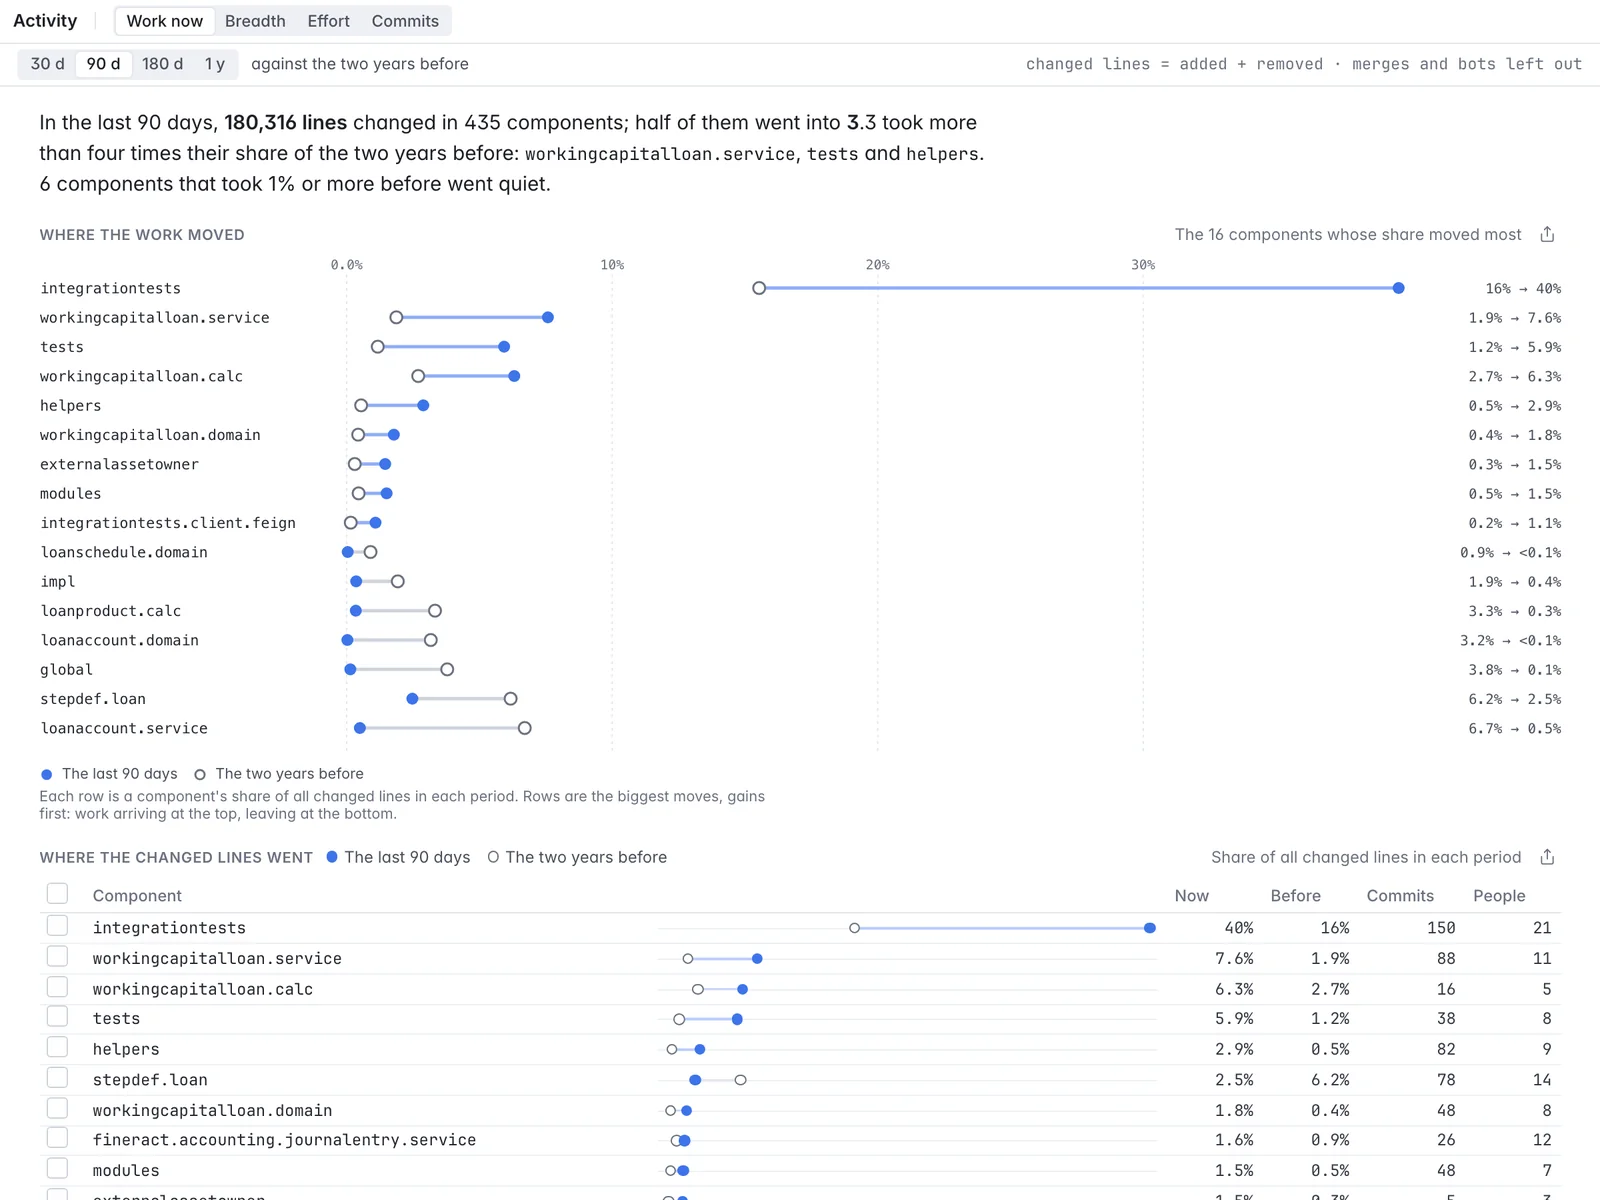 Activity
Work now Breadth Effort Commits
30 d 90 d 180 d 1 y against the two years before
changed lines = added + removed · merges and bots left out
In the last 90 days, 180,316 lines changed in 435 components; half of them went into 3.3 took more
than four times their share of the two years before: workingcapitalloan.service, tests and helpers.
6 components that took 1% or more before went quiet.
WHERE THE WORK MOVED
The 16 components whose share moved most
0.0% 10% 20% 30%
integrationtests 16% → 40%
workingcapitalloan.service 1.9% → 7.6%
tests 1.2% → 5.9%
workingcapitalloan.calc 2.7% → 6.3%
helpers 0.5% → 2.9%
workingcapitalloan.domain 0.4% → 1.8%
externalassetowner 0.3% → 1.5%
modules 0.5% → 1.5%
integrationtests.client.feign 0.2% → 1.1%
loanschedule.domain 0.9% → <0.1%
impl 1.9% → 0.4%
loanproduct.calc 3.3% → 0.3%
loanaccount.domain 3.2% → <0.1%
global 3.8% → 0.1%
stepdef.loan 6.2% → 2.5%
loanaccount.service 6.7% → 0.5%
The last 90 days The two years before
Each row is a component's share of all changed lines in each period. Rows are the biggest moves, gains
first: work arriving at the top, leaving at the bottom.
WHERE THE CHANGED LINES WENT The last 90 days The two years before
Share of all changed lines in each period
Component Now Before Commits People
integrationtests 40% 16% 150 21
workingcapitalloan.service 7.6% 1.9% 88 11
workingcapitalloan.calc 6.3% 2.7% 16 5
tests 5.9% 1.2% 38 8
helpers 2.9% 0.5% 82 9
stepdef.loan 2.5% 6.2% 78 14
workingcapitalloan.domain 1.8% 0.4% 48 8
fineract.accounting.journalentry.service 1.6% 0.9% 26 12
modules 1.5% 0.5% 48 7
externalassetowner 1.5% 0.3% 5 3